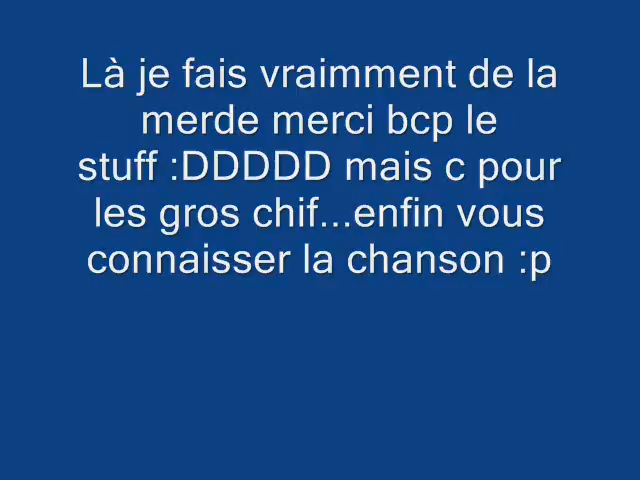 Là je fais vraimment de la
merde merci bcp le
stuff :DDDDD mais c pour
les gros chif...enfin vous
connaisser la chanson :p